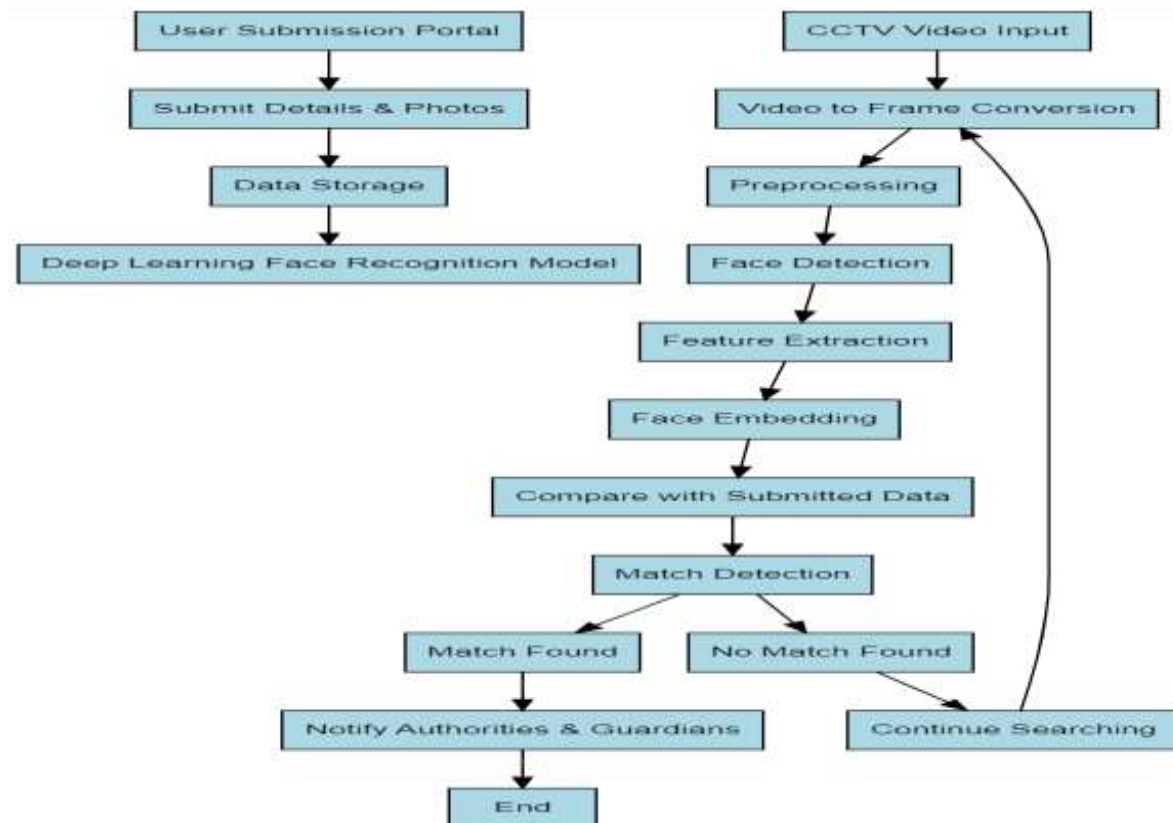 User Submission Portal
CCTV Video Input
Submit Details & Photos
Video to Frame Conversion
Data Storage
Preprocessing
Deep Learning Face Recognition Model
Face Detection
Feature Extraction
Face Embedding
Compare with Submitted Data
Match Detection
Match Found
No Match Found
Notify Authorities & Guardians
Continue Searching
End